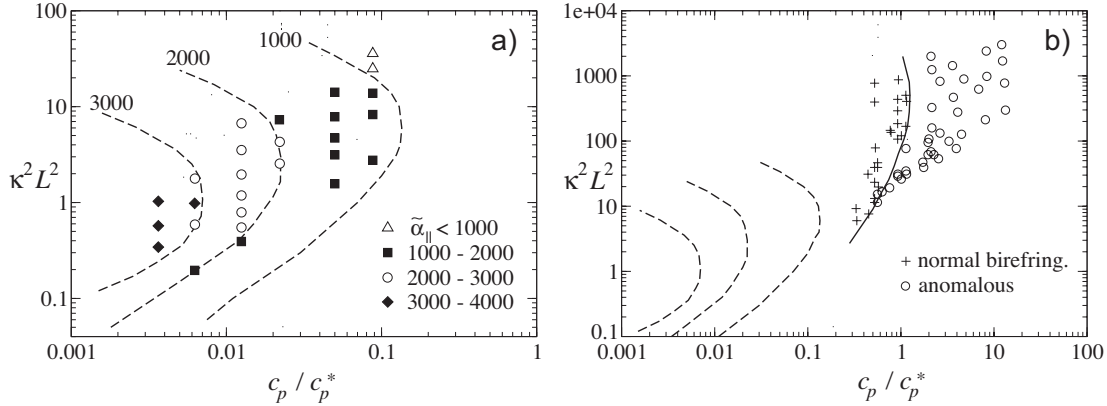 a)
100
10
1
0.1
κ²L²
1000
2000
3000
α̃∥ < 1000
1000 - 2000
2000 - 3000
3000 - 4000
0.001
0.01
0.1
1
c_p / c_p*
b)
1e+04
1000
100
10
1
0.1
κ²L²
normal birefring.
anomalous
0.01
0.1
1
10
100
c_p / c_p*